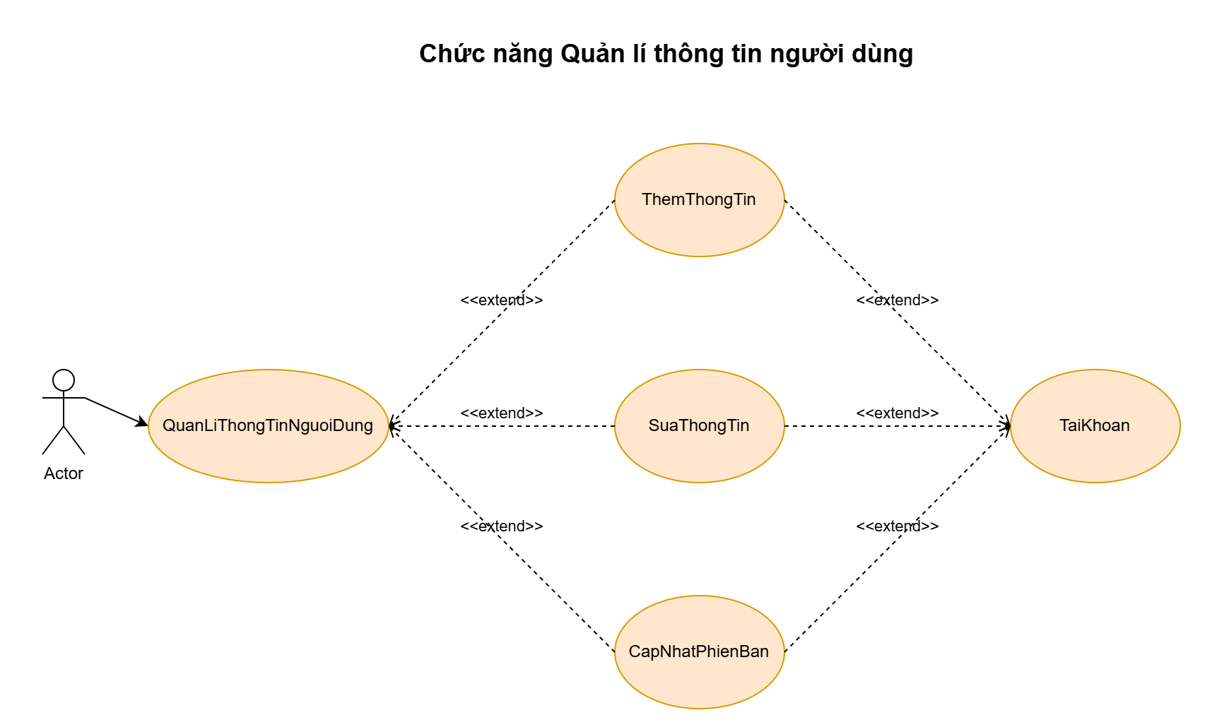 Chức năng Quản lí thông tin người dùng
ThemThongTin
<<extend>>
<<extend>>
QuanLiThongTinNguoiDung
<<extend>>
SuaThongTin
<<extend>>
TaiKhoan
Actor
<<extend>>
<<extend>>
CapNhatPhienBan